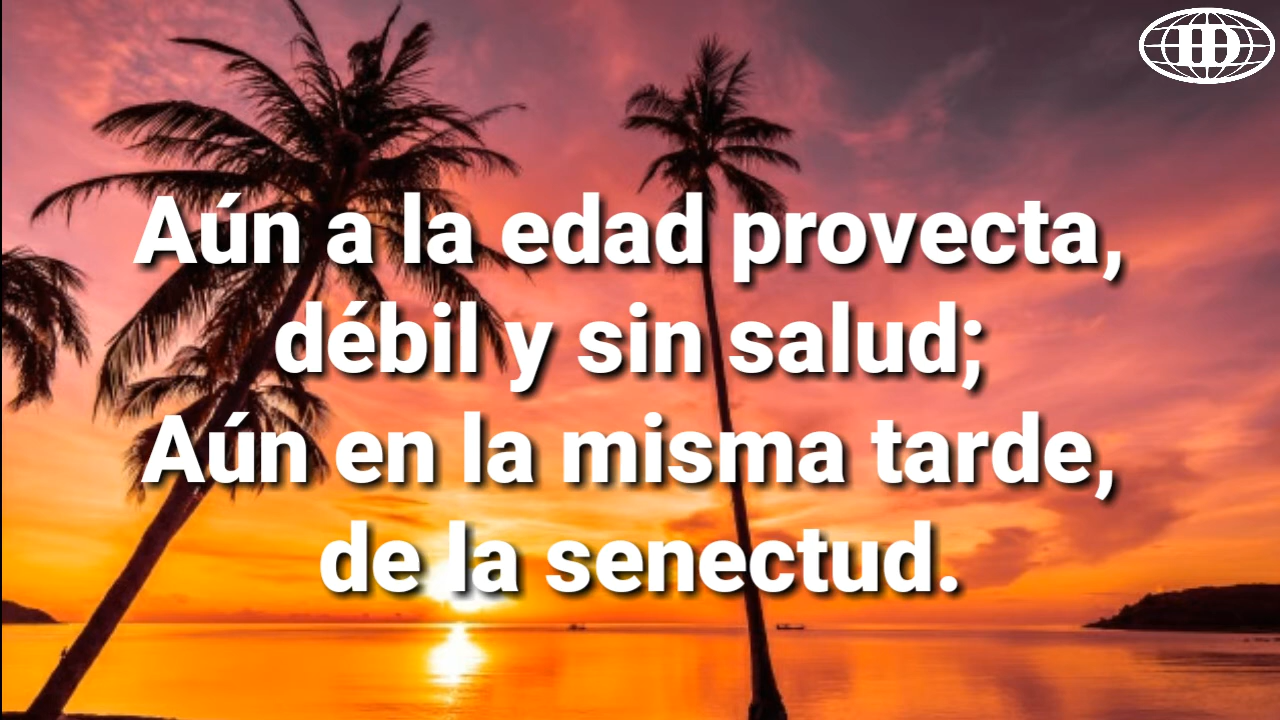 Aún a la edad provecta,
débil y sin salud;
Aún en la misma tarde,
de la senectud.